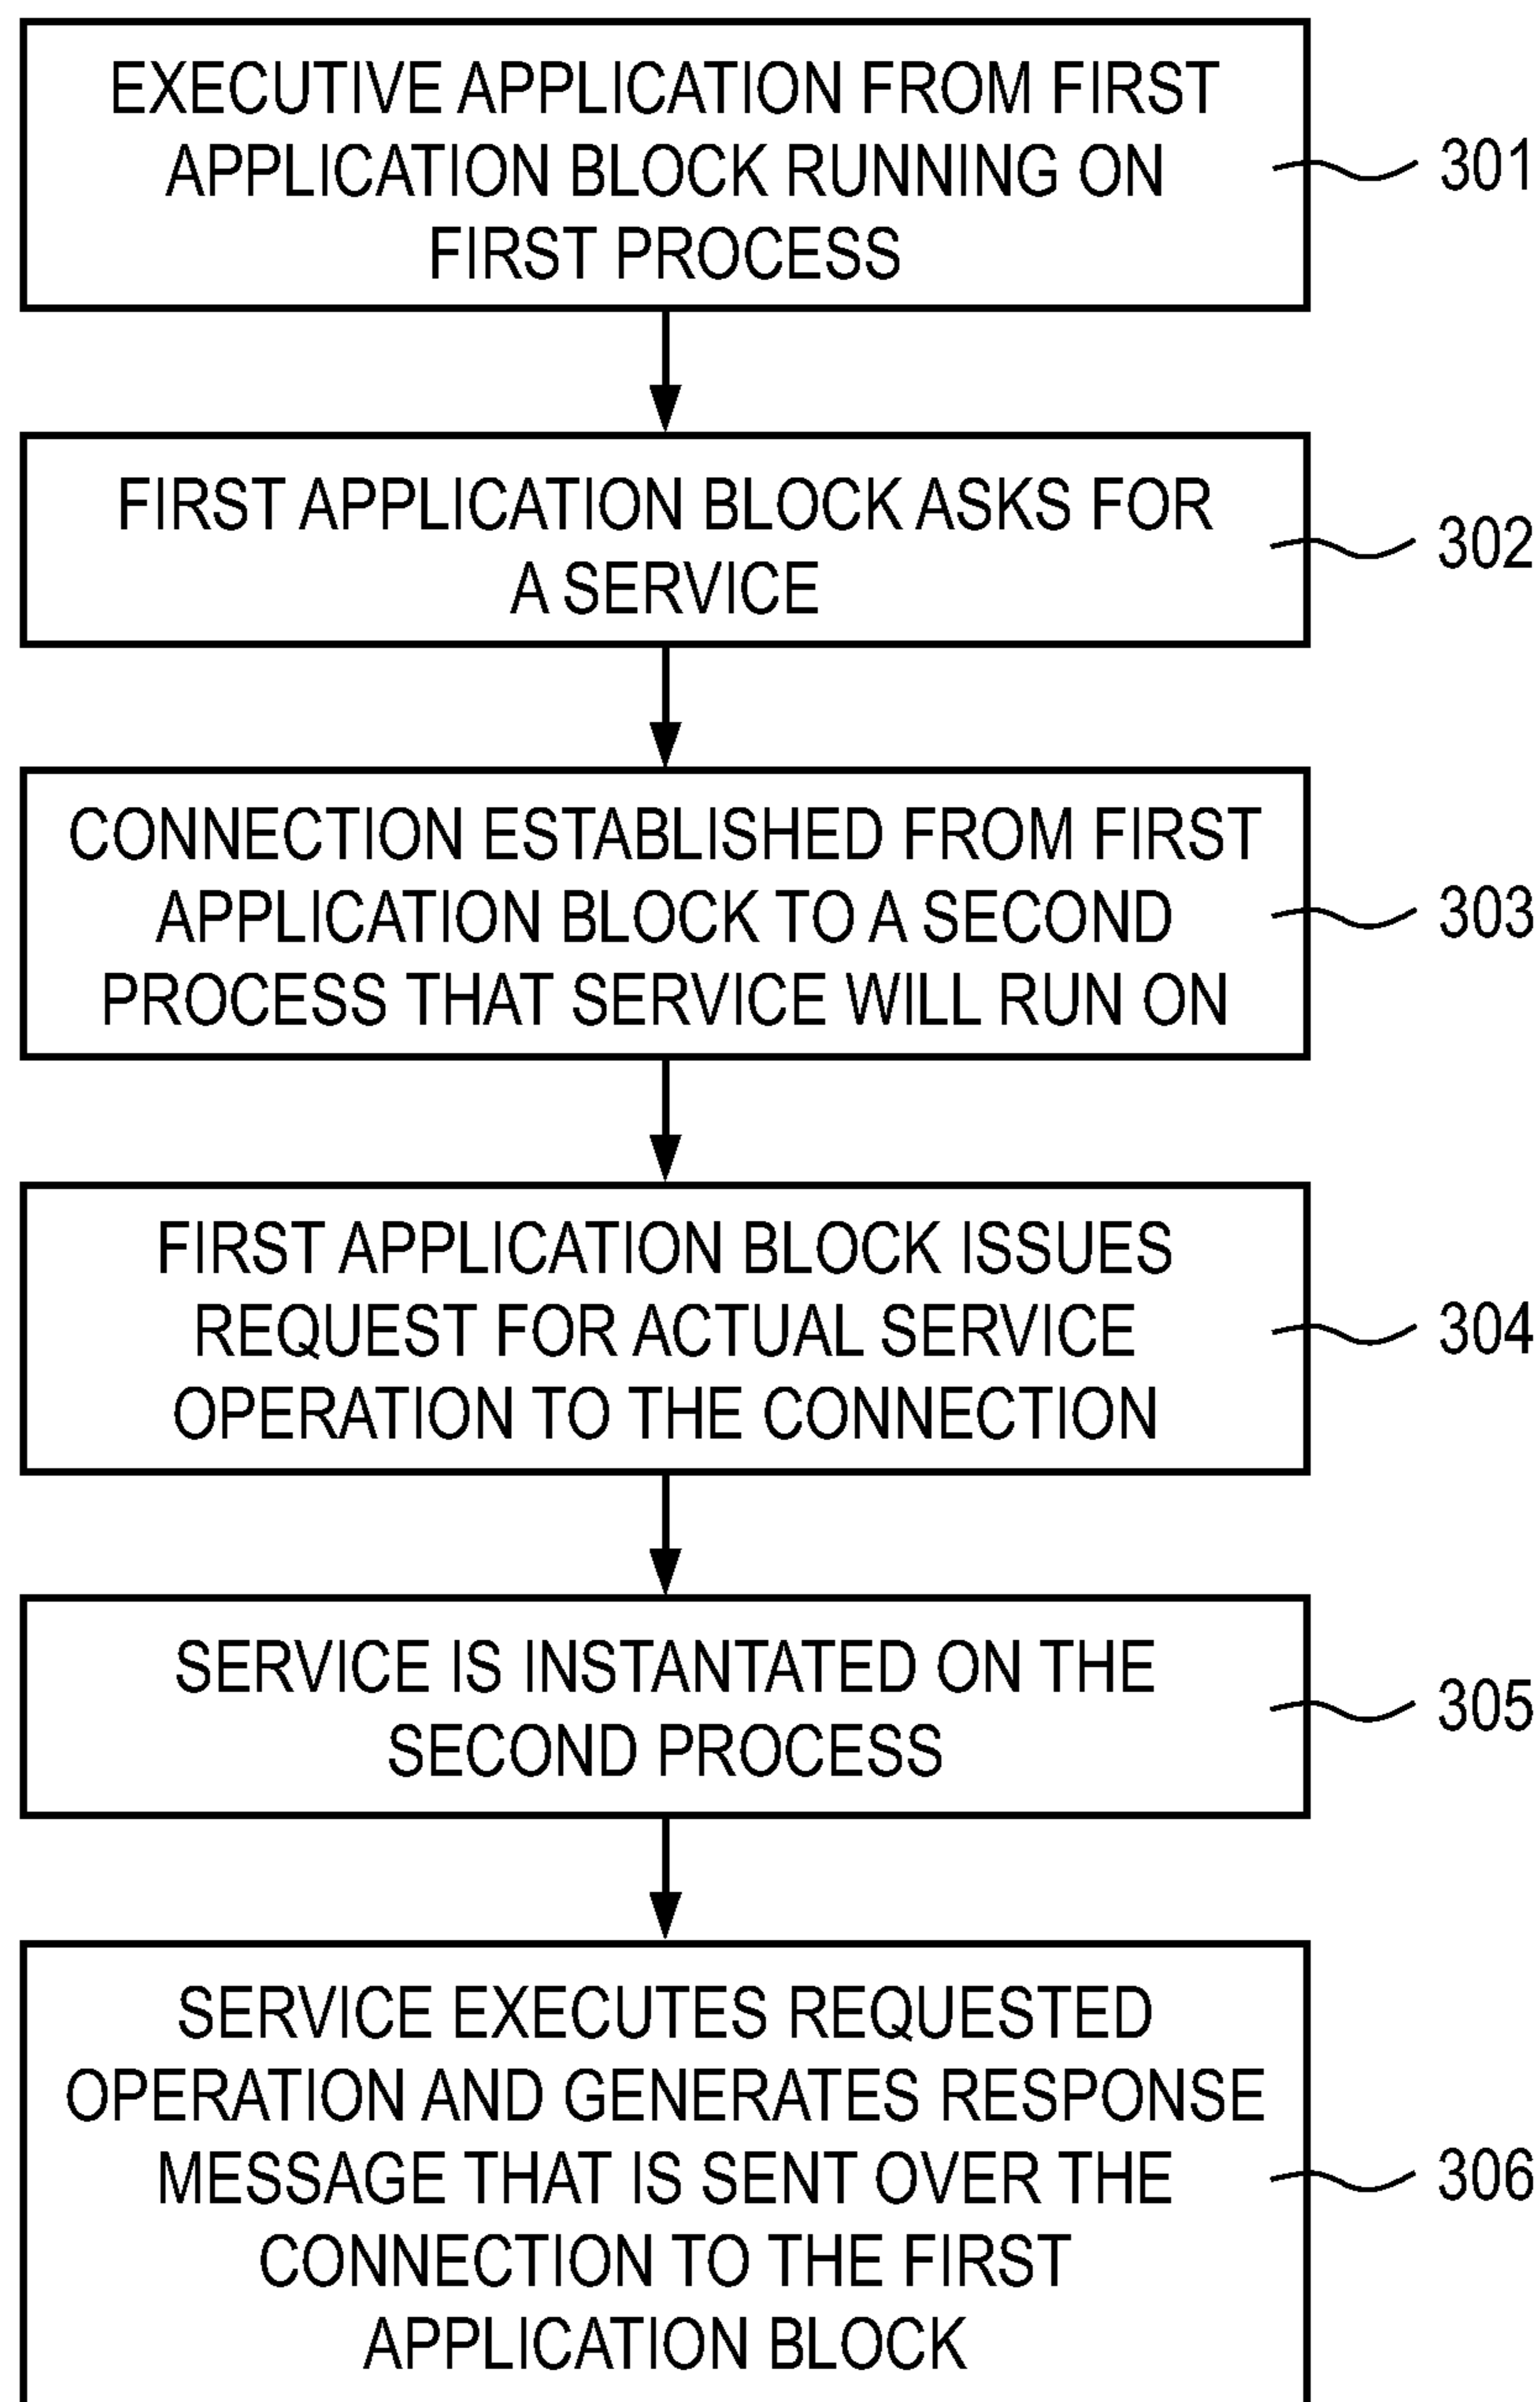 EXECUTIVE APPLICATION FROM FIRST
APPLICATION BLOCK RUNNING ON
FIRST PROCESS
301
FIRST APPLICATION BLOCK ASKS FOR
A SERVICE
302
CONNECTION ESTABLISHED FROM FIRST
APPLICATION BLOCK TO A SECOND
PROCESS THAT SERVICE WILL RUN ON
303
FIRST APPLICATION BLOCK ISSUES
REQUEST FOR ACTUAL SERVICE
OPERATION TO THE CONNECTION
304
SERVICE IS INSTANTATED ON THE
SECOND PROCESS
305
SERVICE EXECUTES REQUESTED
OPERATION AND GENERATES RESPONSE
MESSAGE THAT IS SENT OVER THE
CONNECTION TO THE FIRST
APPLICATION BLOCK
306